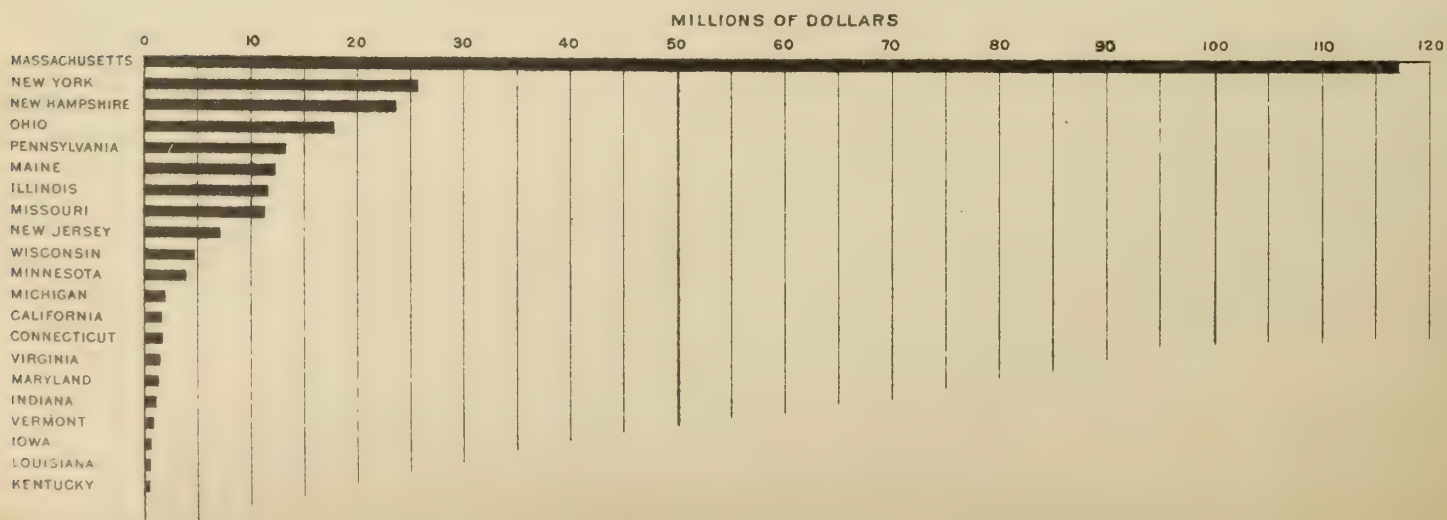 MILLIONS OF DOLLARS
0 10 20 30 40 50 60 70 80 90 100 110 120
MASSACHUSETTS
NEW YORK
NEW HAMPSHIRE
OHIO
PENNSYLVANIA
MAINE
ILLINOIS
MISSOURI
NEW JERSEY
WISCONSIN
MINNESOTA
MICHIGAN
CALIFORNIA
CONNECTICUT
VIRGINIA
MARYLAND
INDIANA
VERMONT
IOWA
LOUISIANA
KENTUCKY